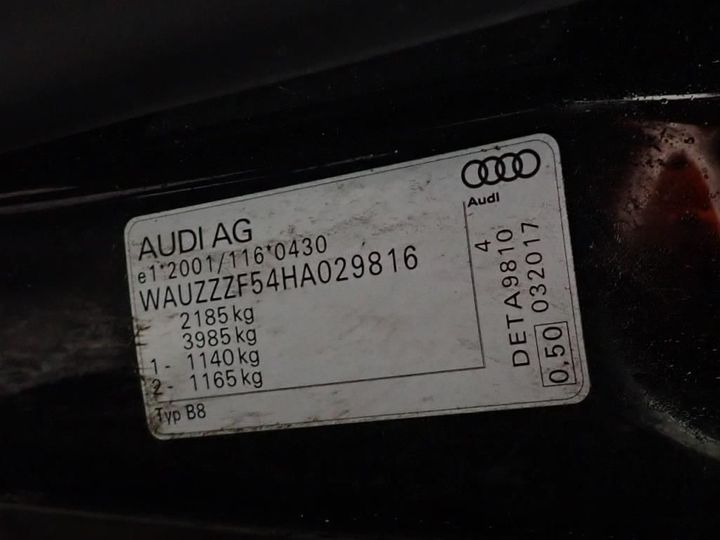 AUDI AG
e1*2001/116*0430
WAUZZZF54HA029816
2185 kg
3985 kg
1 - 1140 kg
2 - 1165 kg
Typ B8
Audi
4
DETA9810
032017
0,50